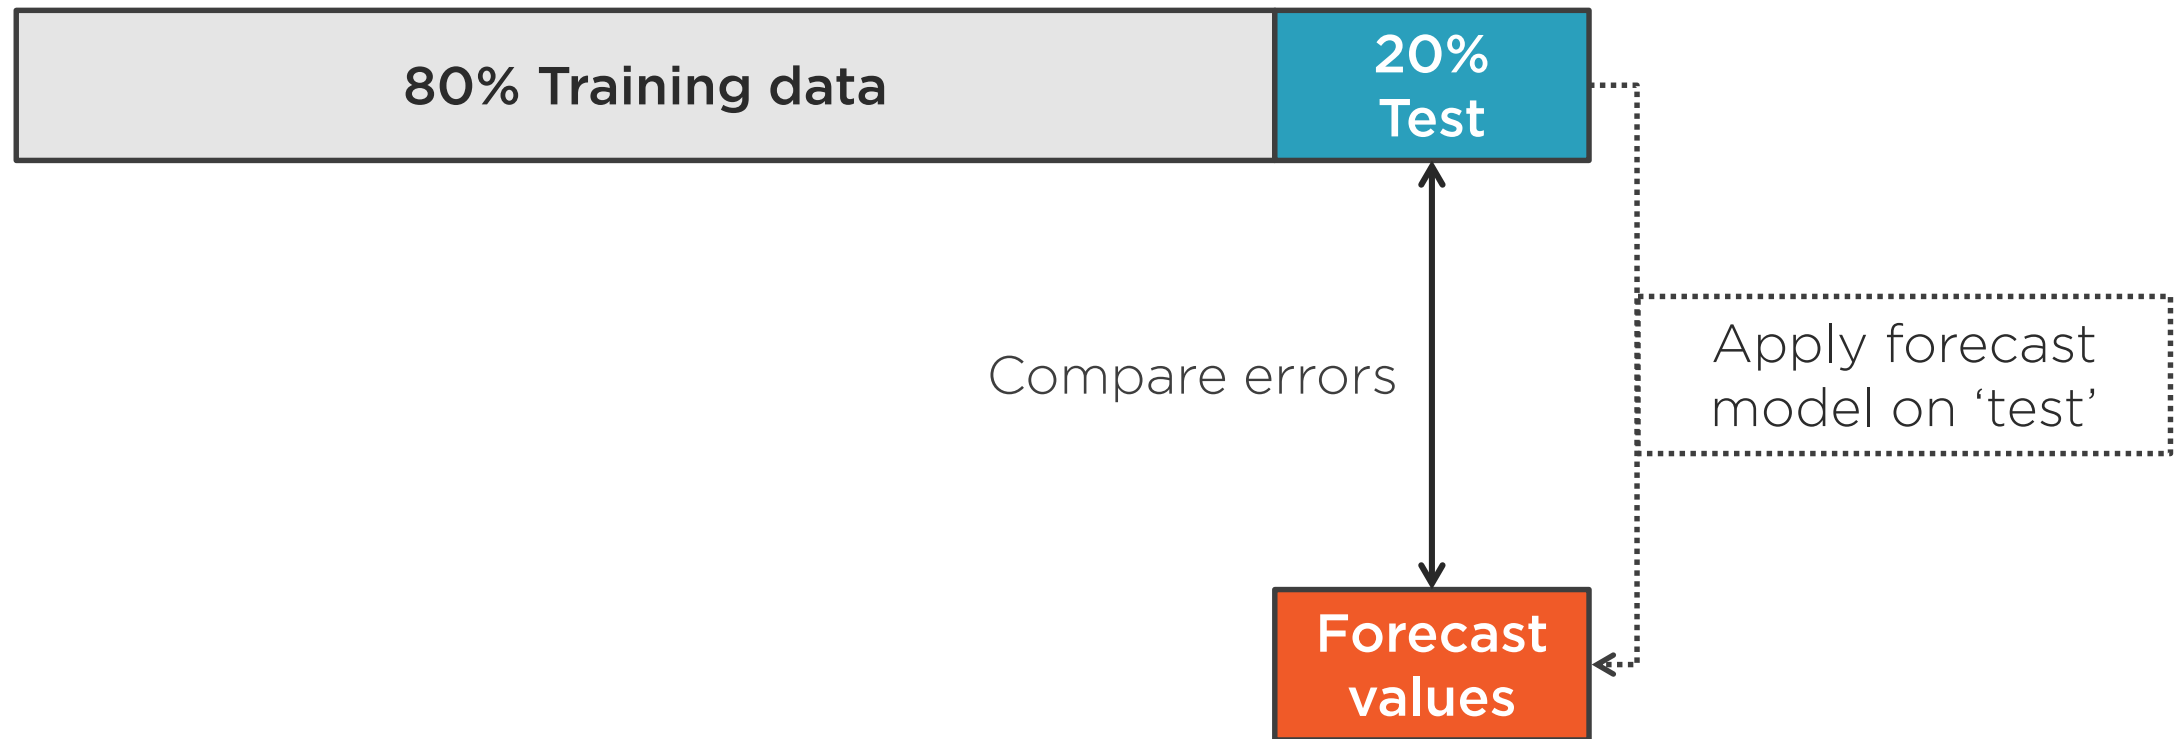 80% Training data
20%
Test
Compare errors
Apply forecast
model on ‘test’
Forecast
values